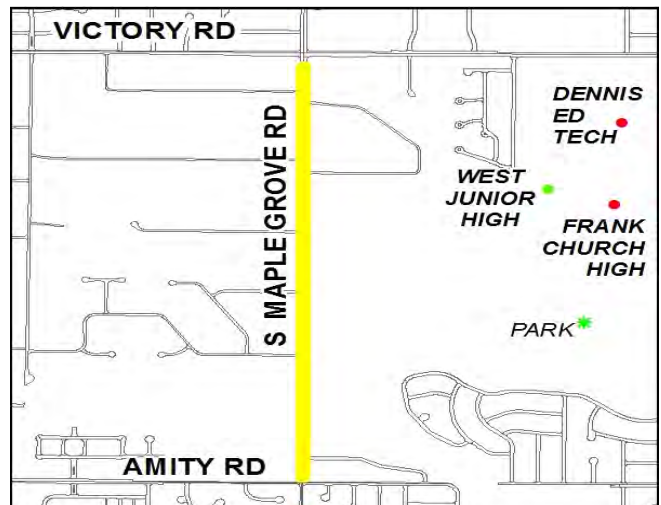 VICTORY RD
DENNIS
ED
TECH
WEST
JUNIOR
HIGH
FRANK
CHURCH
HIGH
S MAPLE GROVE RD
PARK
AMITY RD